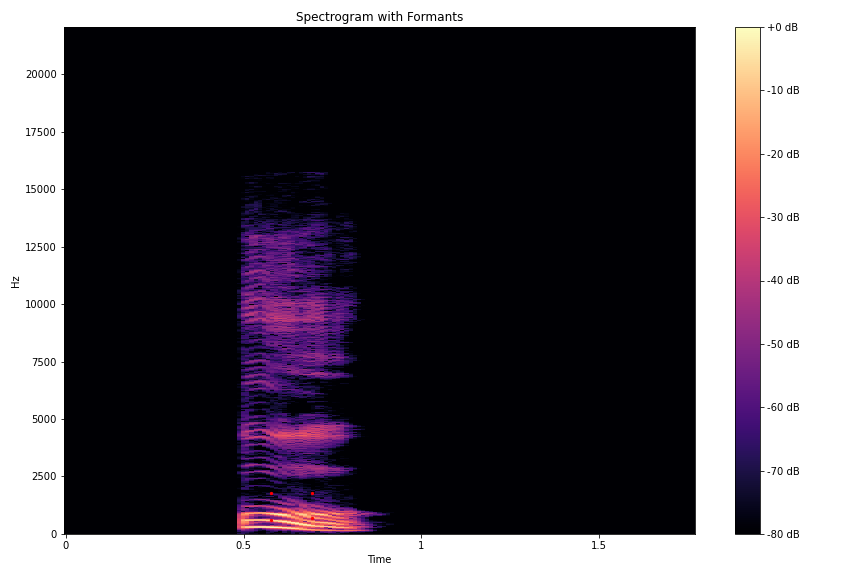 Spectrogram with Formants
+0 dB
20000
-10 dB
17500
-20 dB
15000
-30 dB
12500
Hz
-40 dB
10000
-50 dB
7500
-60 dB
5000
-70 dB
2500
0
-80 dB
0
0.5
1
1.5
Time